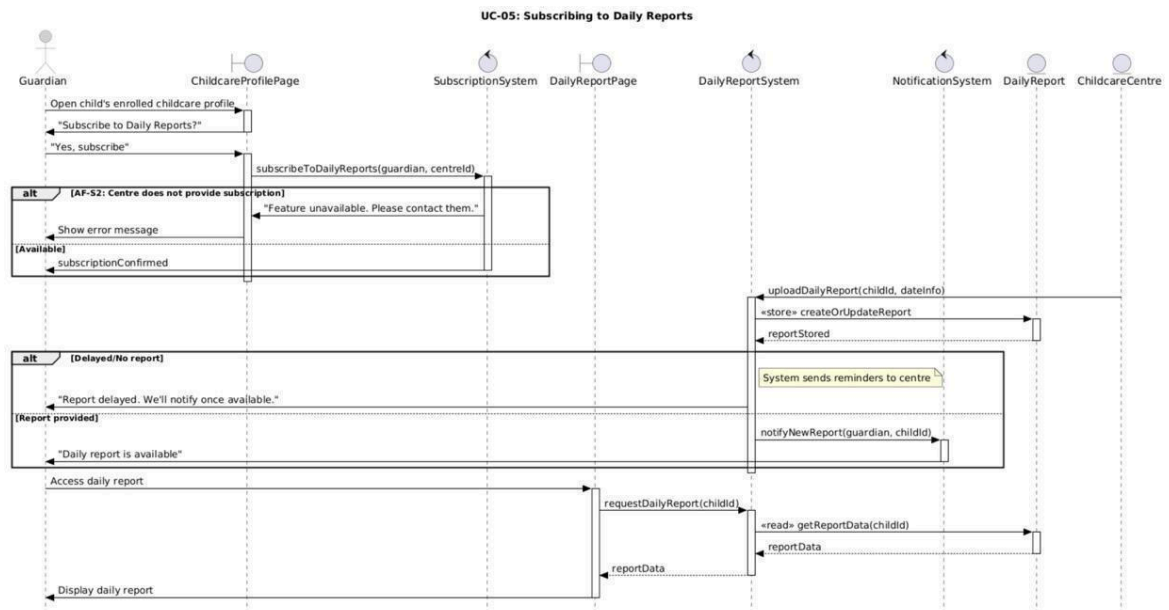 UC-05: Subscribing to Daily Reports
Guardian
ChildcareProfilePage
SubscriptionSystem
DailyReportPage
DailyReportSystem
NotificationSystem
DailyReport
ChildcareCentre
Open child's enrolled childcare profile
"Subscribe to Daily Reports?"
"Yes, subscribe"
subscribeToDailyReports(guardian, centreId)
alt [AF-S2: Centre does not provide subscription]
"Feature unavailable. Please contact them."
Show error message
[Available]
subscriptionConfirmed
uploadDailyReport(childId, dateInfo)
«store» createOrUpdateReport
reportStored
alt [Delayed/No report]
System sends reminders to centre
"Report delayed. We'll notify once available."
[Report provided]
notifyNewReport(guardian, childId)
"Daily report is available"
Access daily report
requestDailyReport(childId)
«read» getReportData(childId)
reportData
reportData
Display daily report